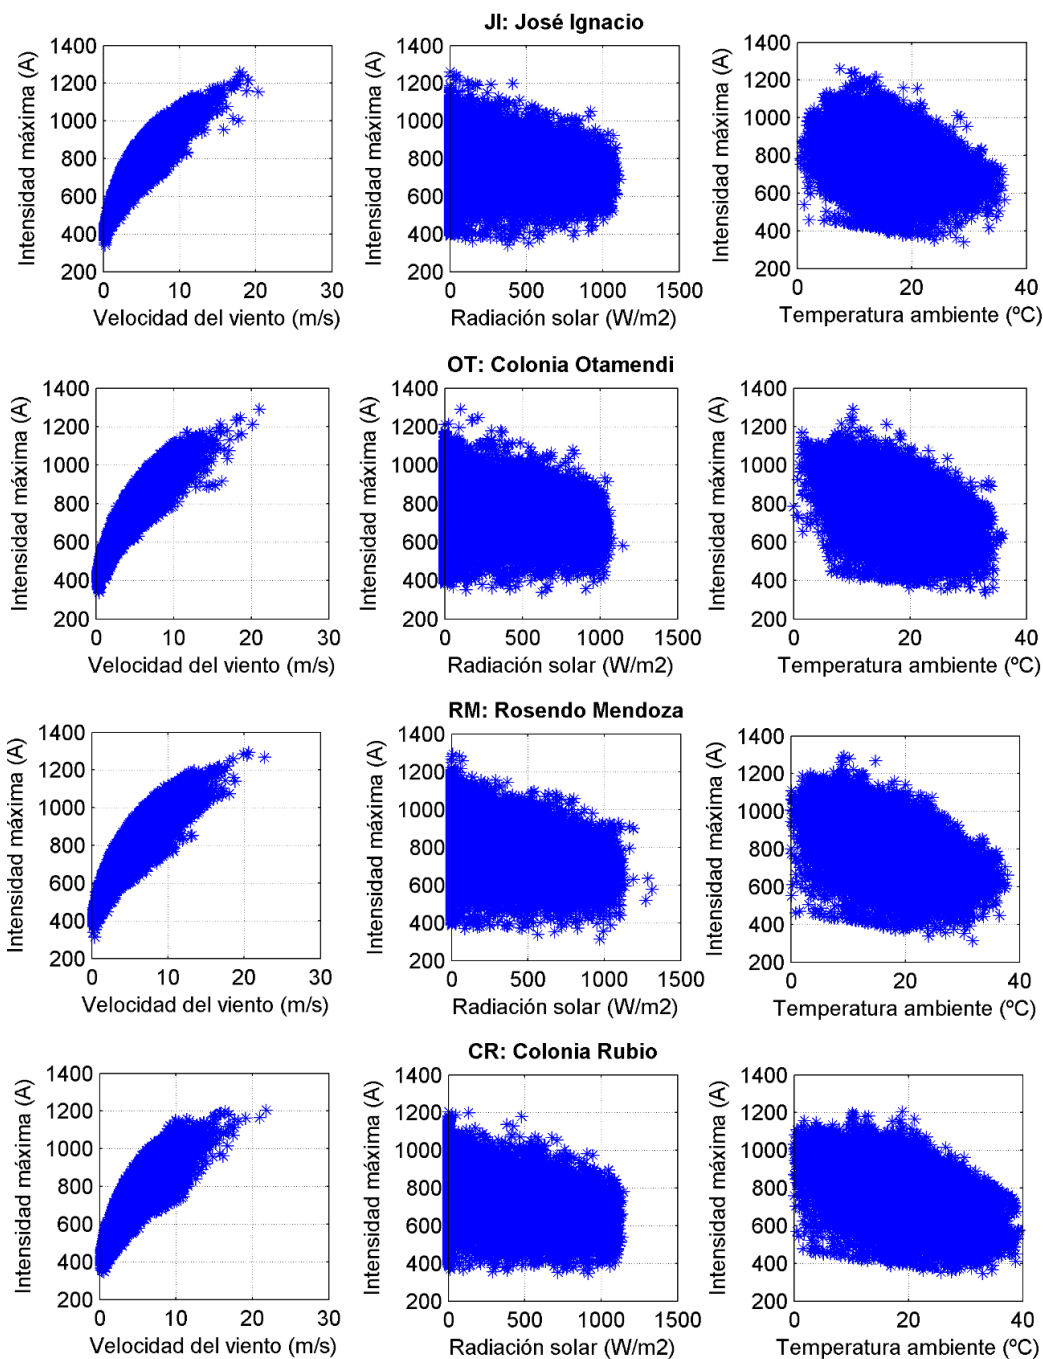 JI: José Ignacio
Intensidad máxima (A)
1400
1200
1000
800
600
400
200
0 10 20 30
Velocidad del viento (m/s)
Intensidad máxima (A)
1400
1200
1000
800
600
400
200
0 500 1000 1500
Radiación solar (W/m2)
Intensidad máxima (A)
1400
1200
1000
800
600
400
200
0 20 40
Temperatura ambiente (ºC)
OT: Colonia Otamendi
Intensidad máxima (A)
1400
1200
1000
800
600
400
200
0 10 20 30
Velocidad del viento (m/s)
Intensidad máxima (A)
1400
1200
1000
800
600
400
200
0 500 1000 1500
Radiación solar (W/m2)
Intensidad máxima (A)
1400
1200
1000
800
600
400
200
0 20 40
Temperatura ambiente (ºC)
RM: Rosendo Mendoza
Intensidad máxima (A)
1400
1200
1000
800
600
400
200
0 10 20 30
Velocidad del viento (m/s)
Intensidad máxima (A)
1400
1200
1000
800
600
400
200
0 500 1000 1500
Radiación solar (W/m2)
Intensidad máxima (A)
1400
1200
1000
800
600
400
200
0 20 40
Temperatura ambiente (ºC)
CR: Colonia Rubio
Intensidad máxima (A)
1400
1200
1000
800
600
400
200
0 10 20 30
Velocidad del viento (m/s)
Intensidad máxima (A)
1400
1200
1000
800
600
400
200
0 500 1000 1500
Radiación solar (W/m2)
Intensidad máxima (A)
1400
1200
1000
800
600
400
200
0 20 40
Temperatura ambiente (ºC)